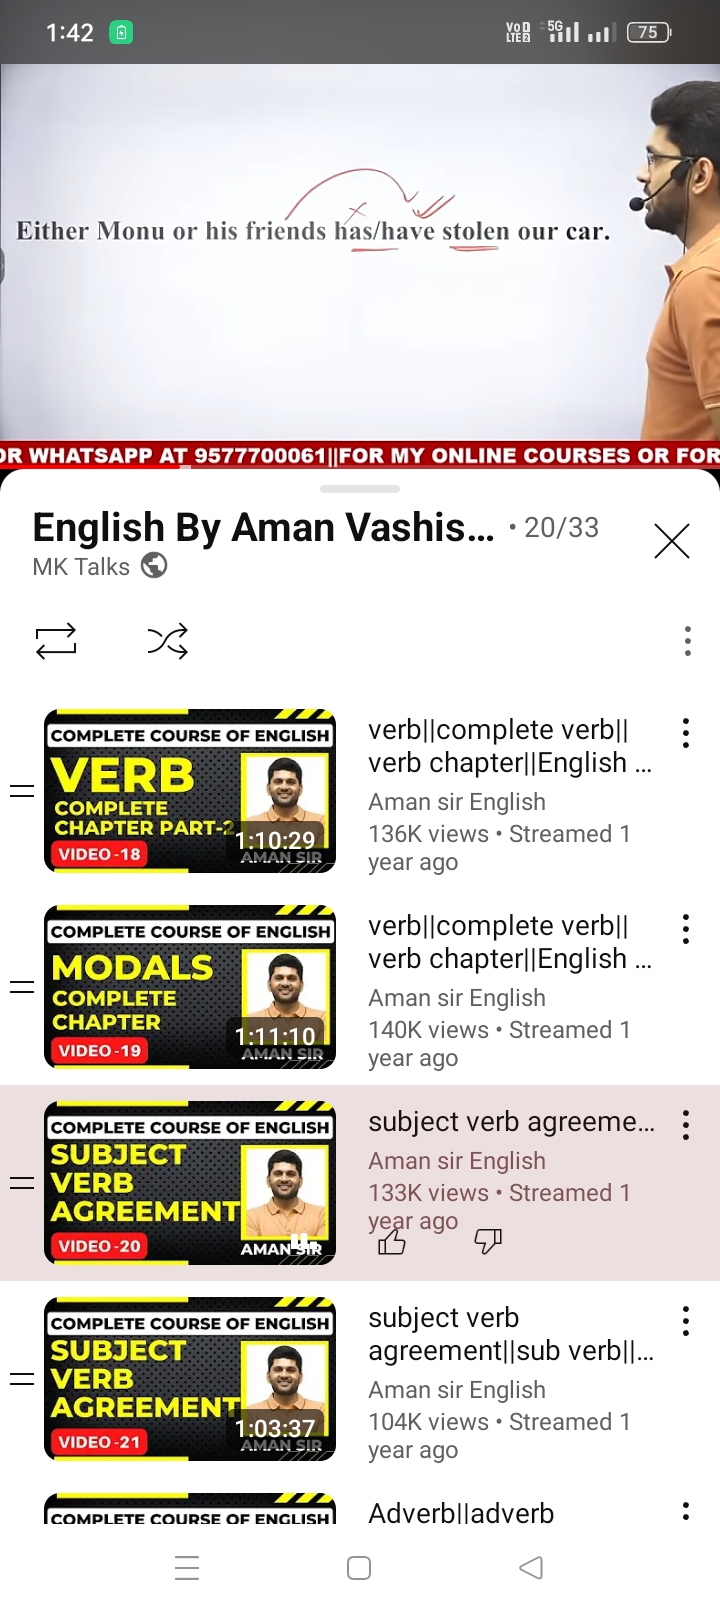 1:42
VoD LTE2 5G 75
Either Monu or his friends has/have stolen our car.
OR WHATSAPP AT 9577700061||FOR MY ONLINE COURSES OR FOR
English By Aman Vashis... • 20/33
MK Talks
COMPLETE COURSE OF ENGLISH
VERB
COMPLETE
CHAPTER PART-2
VIDEO -18
1:10:29
AMAN SIR
verb||complete verb||
verb chapter||English ...
Aman sir English
136K views • Streamed 1
year ago
COMPLETE COURSE OF ENGLISH
MODALS
COMPLETE
CHAPTER
VIDEO -19
1:11:10
AMAN SIR
verb||complete verb||
verb chapter||English ...
Aman sir English
140K views • Streamed 1
year ago
COMPLETE COURSE OF ENGLISH
SUBJECT
VERB
AGREEMENT
VIDEO -20
AMAN SIR
subject verb agreeme...
Aman sir English
133K views • Streamed 1
year ago
COMPLETE COURSE OF ENGLISH
SUBJECT
VERB
AGREEMENT
VIDEO -21
1:03:37
AMAN SIR
subject verb
agreement||sub verb||...
Aman sir English
104K views • Streamed 1
year ago
COMPLETE COURSE OF ENGLISH
Adverb||adverb